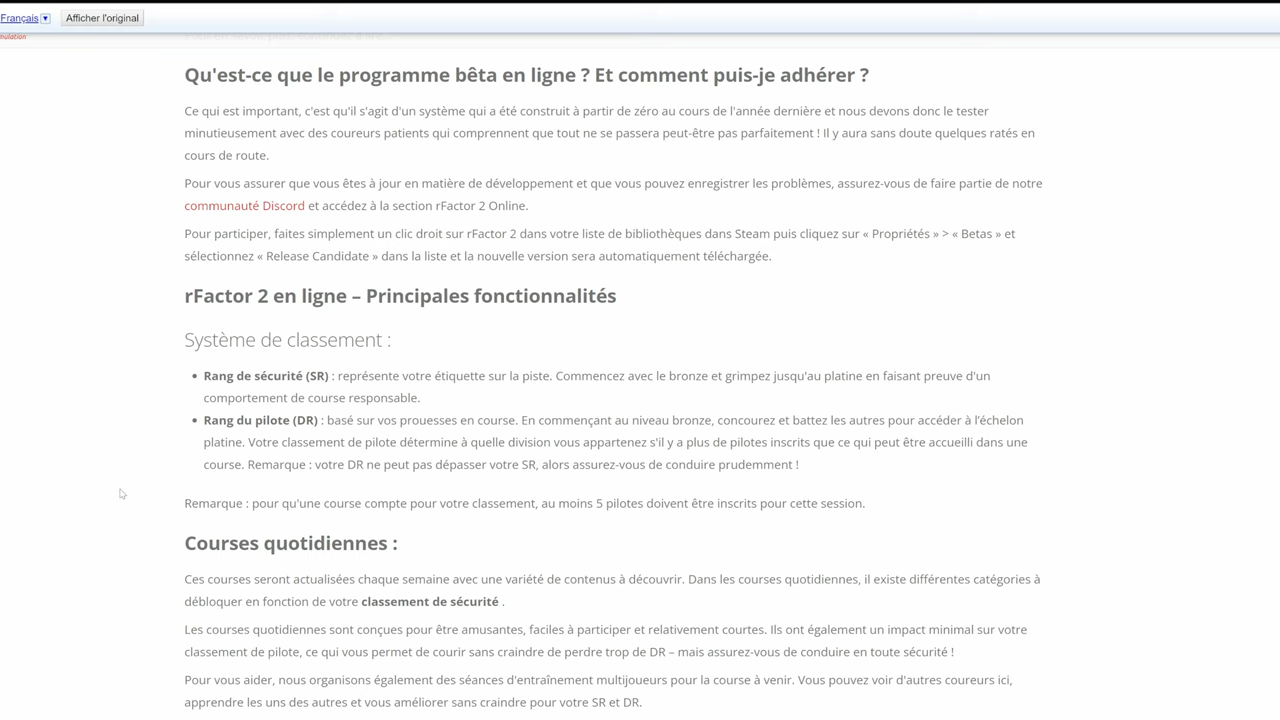 Français
Afficher l'original
mulation
Qu'est-ce que le programme bêta en ligne ? Et comment puis-je adhérer ?
Ce qui est important, c'est qu'il s'agit d'un système qui a été construit à partir de zéro au cours de l'année dernière et nous devons donc le tester
minutieusement avec des coureurs patients qui comprennent que tout ne se passera peut-être pas parfaitement ! Il y aura sans doute quelques ratés en
cours de route.
Pour vous assurer que vous êtes à jour en matière de développement et que vous pouvez enregistrer les problèmes, assurez-vous de faire partie de notre
communauté Discord et accédez à la section rFactor 2 Online.
Pour participer, faites simplement un clic droit sur rFactor 2 dans votre liste de bibliothèques dans Steam puis cliquez sur « Propriétés » > « Betas » et
sélectionnez « Release Candidate » dans la liste et la nouvelle version sera automatiquement téléchargée.
rFactor 2 en ligne – Principales fonctionnalités
Système de classement :
• Rang de sécurité (SR) : représente votre étiquette sur la piste. Commencez avec le bronze et grimpez jusqu'au platine en faisant preuve d'un
comportement de course responsable.
• Rang du pilote (DR) : basé sur vos prouesses en course. En commençant au niveau bronze, concourez et battez les autres pour accéder à l'échelon
platine. Votre classement de pilote détermine à quelle division vous appartenez s'il y a plus de pilotes inscrits que ce qui peut être accueilli dans une
course. Remarque : votre DR ne peut pas dépasser votre SR, alors assurez-vous de conduire prudemment !
Remarque : pour qu'une course compte pour votre classement, au moins 5 pilotes doivent être inscrits pour cette session.
Courses quotidiennes :
Ces courses seront actualisées chaque semaine avec une variété de contenus à découvrir. Dans les courses quotidiennes, il existe différentes catégories à
débloquer en fonction de votre classement de sécurité .
Les courses quotidiennes sont conçues pour être amusantes, faciles à participer et relativement courtes. Ils ont également un impact minimal sur votre
classement de pilote, ce qui vous permet de courir sans craindre de perdre trop de DR – mais assurez-vous de conduire en toute sécurité !
Pour vous aider, nous organisons également des séances d'entraînement multijoueurs pour la course à venir. Vous pouvez voir d'autres coureurs ici,
apprendre les uns des autres et vous améliorer sans craindre pour votre SR et DR.